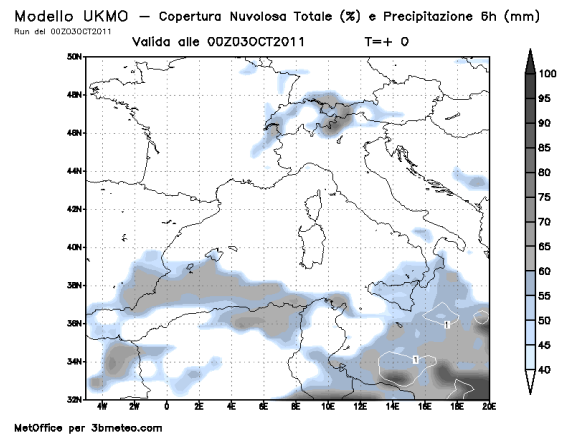 Modello UKMO – Copertura Nuvolosa Totale (%) e Precipitazione 6h (mm)
Run del 00Z03OCT2011
Valida alle 00Z03OCT2011 T=+ 0
50N
48N
46N
44N
42N
40N
38N
36N
34N
32N
4W 2W 0 2E 4E 6E 8E 10E 12E 14E 16E 18E 20E
100
95
90
85
80
75
70
65
60
55
50
45
40
1
1
MetOffice per 3bmeteo.com